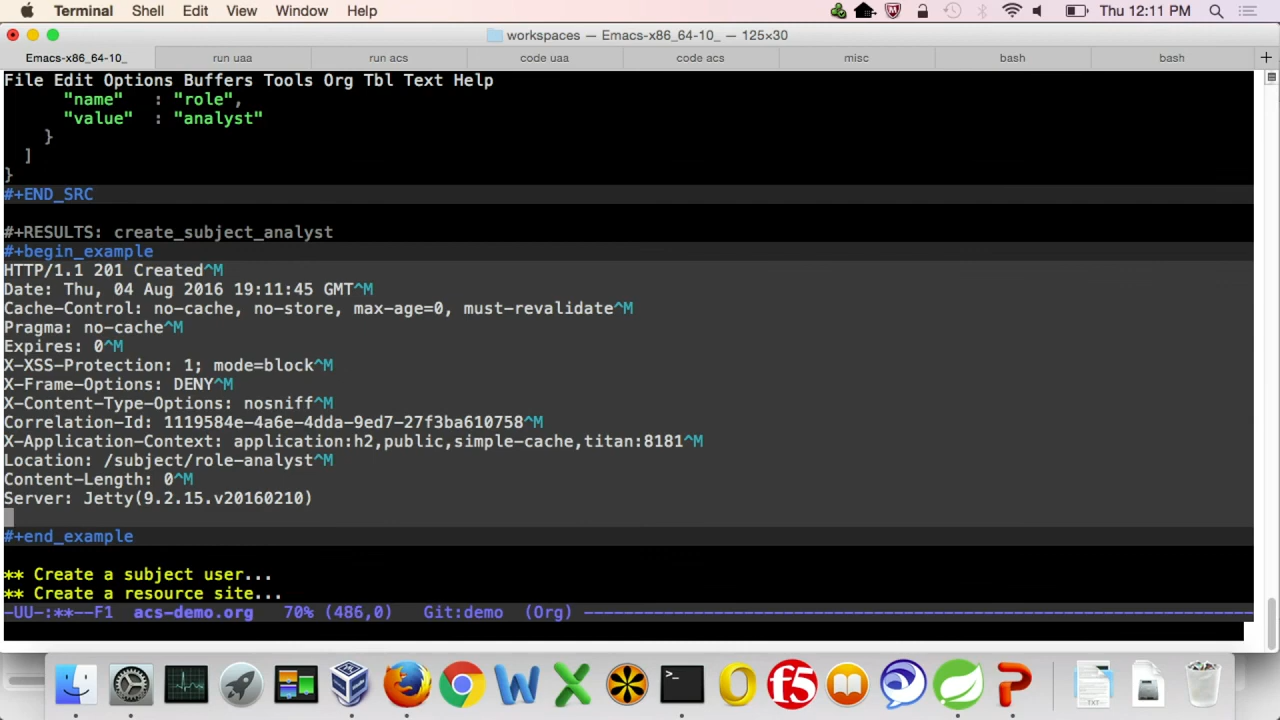 Terminal Shell Edit View Window Help Thu 12:11 PM
workspaces — Emacs-x86_64-10_ — 125×30
Emacs-x86_64-10_ run uaa run acs code uaa code acs misc bash bash
File Edit Options Buffers Tools Org Tbl Text Help
"name" : "role",
"value" : "analyst"
}
]
}
#+END_SRC
#+RESULTS: create_subject_analyst
#+begin_example
HTTP/1.1 201 Created^M
Date: Thu, 04 Aug 2016 19:11:45 GMT^M
Cache-Control: no-cache, no-store, max-age=0, must-revalidate^M
Pragma: no-cache^M
Expires: 0^M
X-XSS-Protection: 1; mode=block^M
X-Frame-Options: DENY^M
X-Content-Type-Options: nosniff^M
Correlation-Id: 1119584e-4a6e-4dda-9ed7-27f3ba610758^M
X-Application-Context: application:h2,public,simple-cache,titan:8181^M
Location: /subject/role-analyst^M
Content-Length: 0^M
Server: Jetty(9.2.15.v20160210)
#+end_example
** Create a subject user...
** Create a resource site...
-UU-:**--F1 acs-demo.org 70% (486,0) Git:demo (Org) ----------
f5
TXT